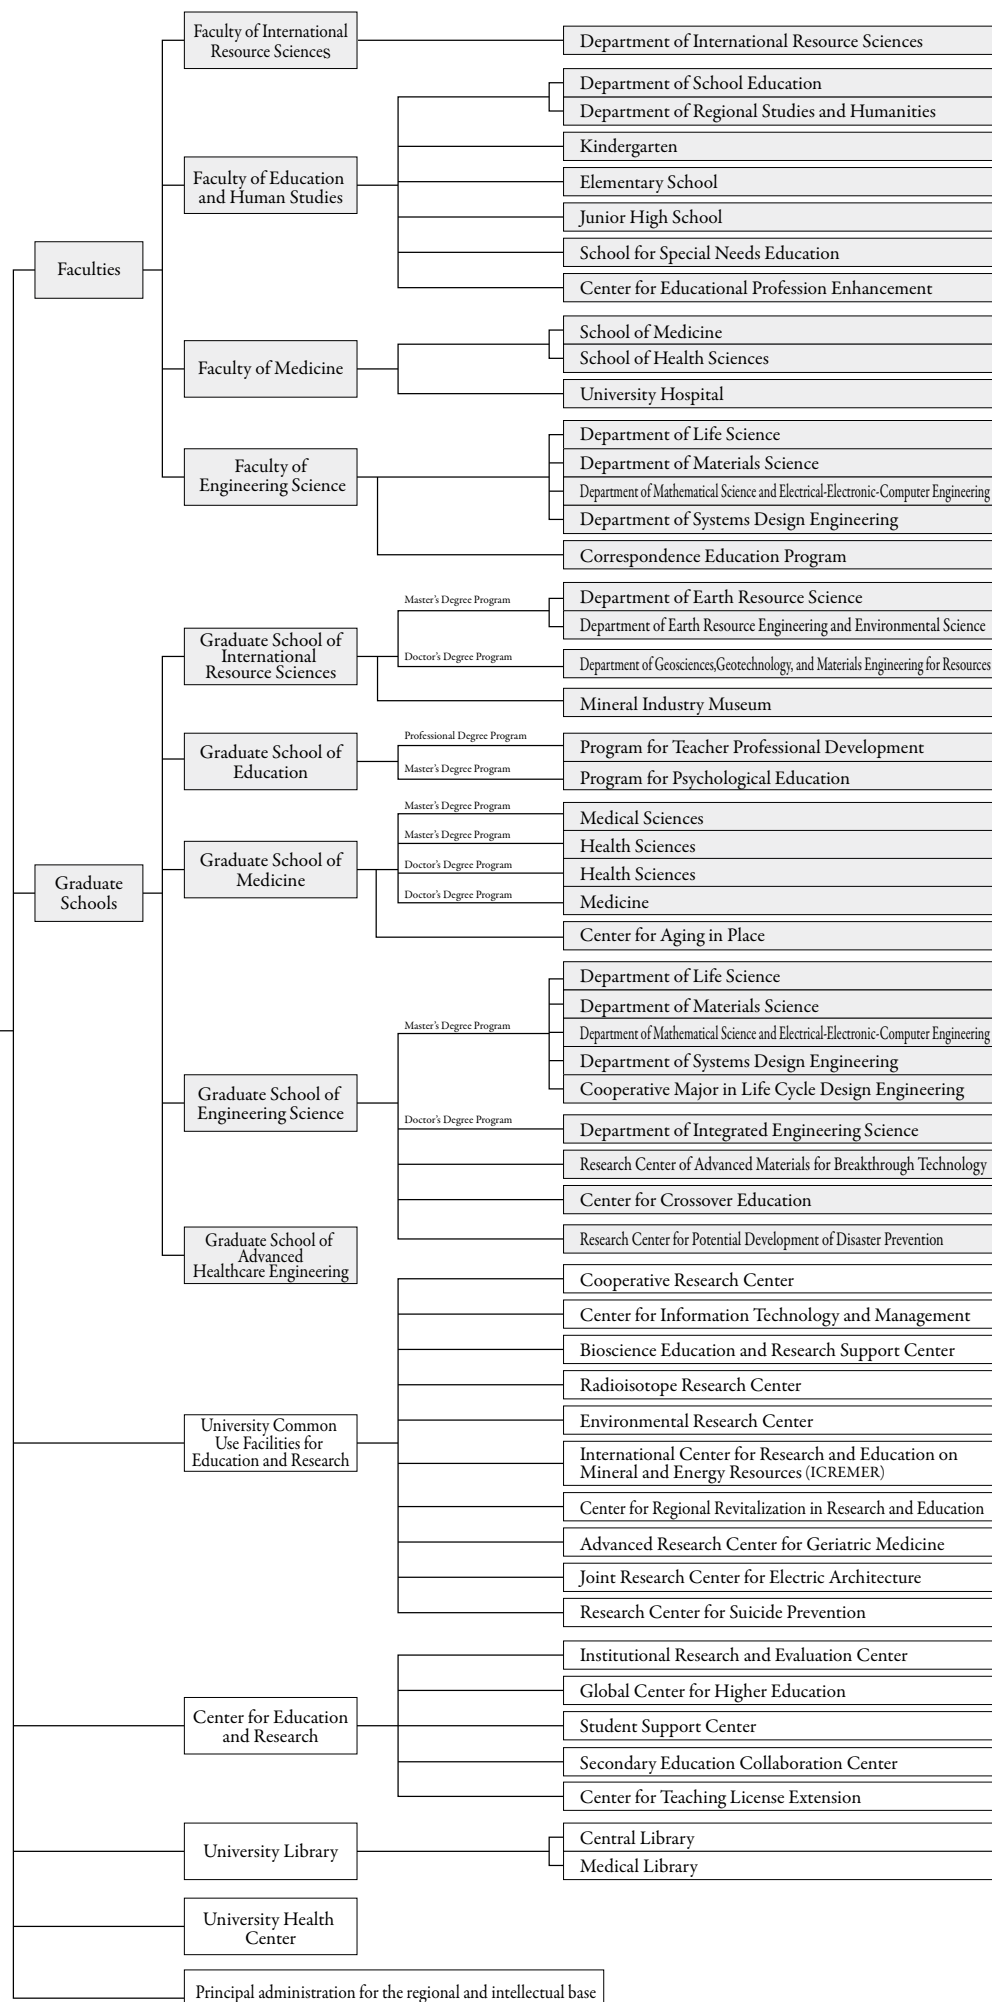 Faculties
Faculty of International
Resource Sciences
Department of International Resource Sciences
Faculty of Education
and Human Studies
Department of School Education
Department of Regional Studies and Humanities
Kindergarten
Elementary School
Junior High School
School for Special Needs Education
Center for Educational Profession Enhancement
Faculty of Medicine
School of Medicine
School of Health Sciences
University Hospital
Faculty of
Engineering Science
Department of Life Science
Department of Materials Science
Department of Mathematical Science and Electrical-Electronic-Computer Engineering
Department of Systems Design Engineering
Correspondence Education Program
Graduate
Schools
Graduate School of
International
Resource Sciences
Master's Degree Program
Department of Earth Resource Science
Department of Earth Resource Engineering and Environmental Science
Doctor's Degree Program
Department of Geosciences,Geotechnology, and Materials Engineering for Resources
Mineral Industry Museum
Graduate School of
Education
Professional Degree Program
Program for Teacher Professional Development
Master's Degree Program
Program for Psychological Education
Graduate School of
Medicine
Master's Degree Program
Medical Sciences
Master's Degree Program
Health Sciences
Doctor's Degree Program
Health Sciences
Doctor's Degree Program
Medicine
Center for Aging in Place
Graduate School of
Engineering Science
Master's Degree Program
Department of Life Science
Department of Materials Science
Department of Mathematical Science and Electrical-Electronic-Computer Engineering
Department of Systems Design Engineering
Cooperative Major in Life Cycle Design Engineering
Doctor's Degree Program
Department of Integrated Engineering Science
Research Center of Advanced Materials for Breakthrough Technology
Center for Crossover Education
Research Center for Potential Development of Disaster Prevention
Graduate School of
Advanced
Healthcare Engineering
University Common
Use Facilities for
Education and Research
Cooperative Research Center
Center for Information Technology and Management
Bioscience Education and Research Support Center
Radioisotope Research Center
Environmental Research Center
International Center for Research and Education on
Mineral and Energy Resources (ICREMER)
Center for Regional Revitalization in Research and Education
Advanced Research Center for Geriatric Medicine
Joint Research Center for Electric Architecture
Research Center for Suicide Prevention
Center for Education
and Research
Institutional Research and Evaluation Center
Global Center for Higher Education
Student Support Center
Secondary Education Collaboration Center
Center for Teaching License Extension
University Library
Central Library
Medical Library
University Health
Center
Principal administration for the regional and intellectual base